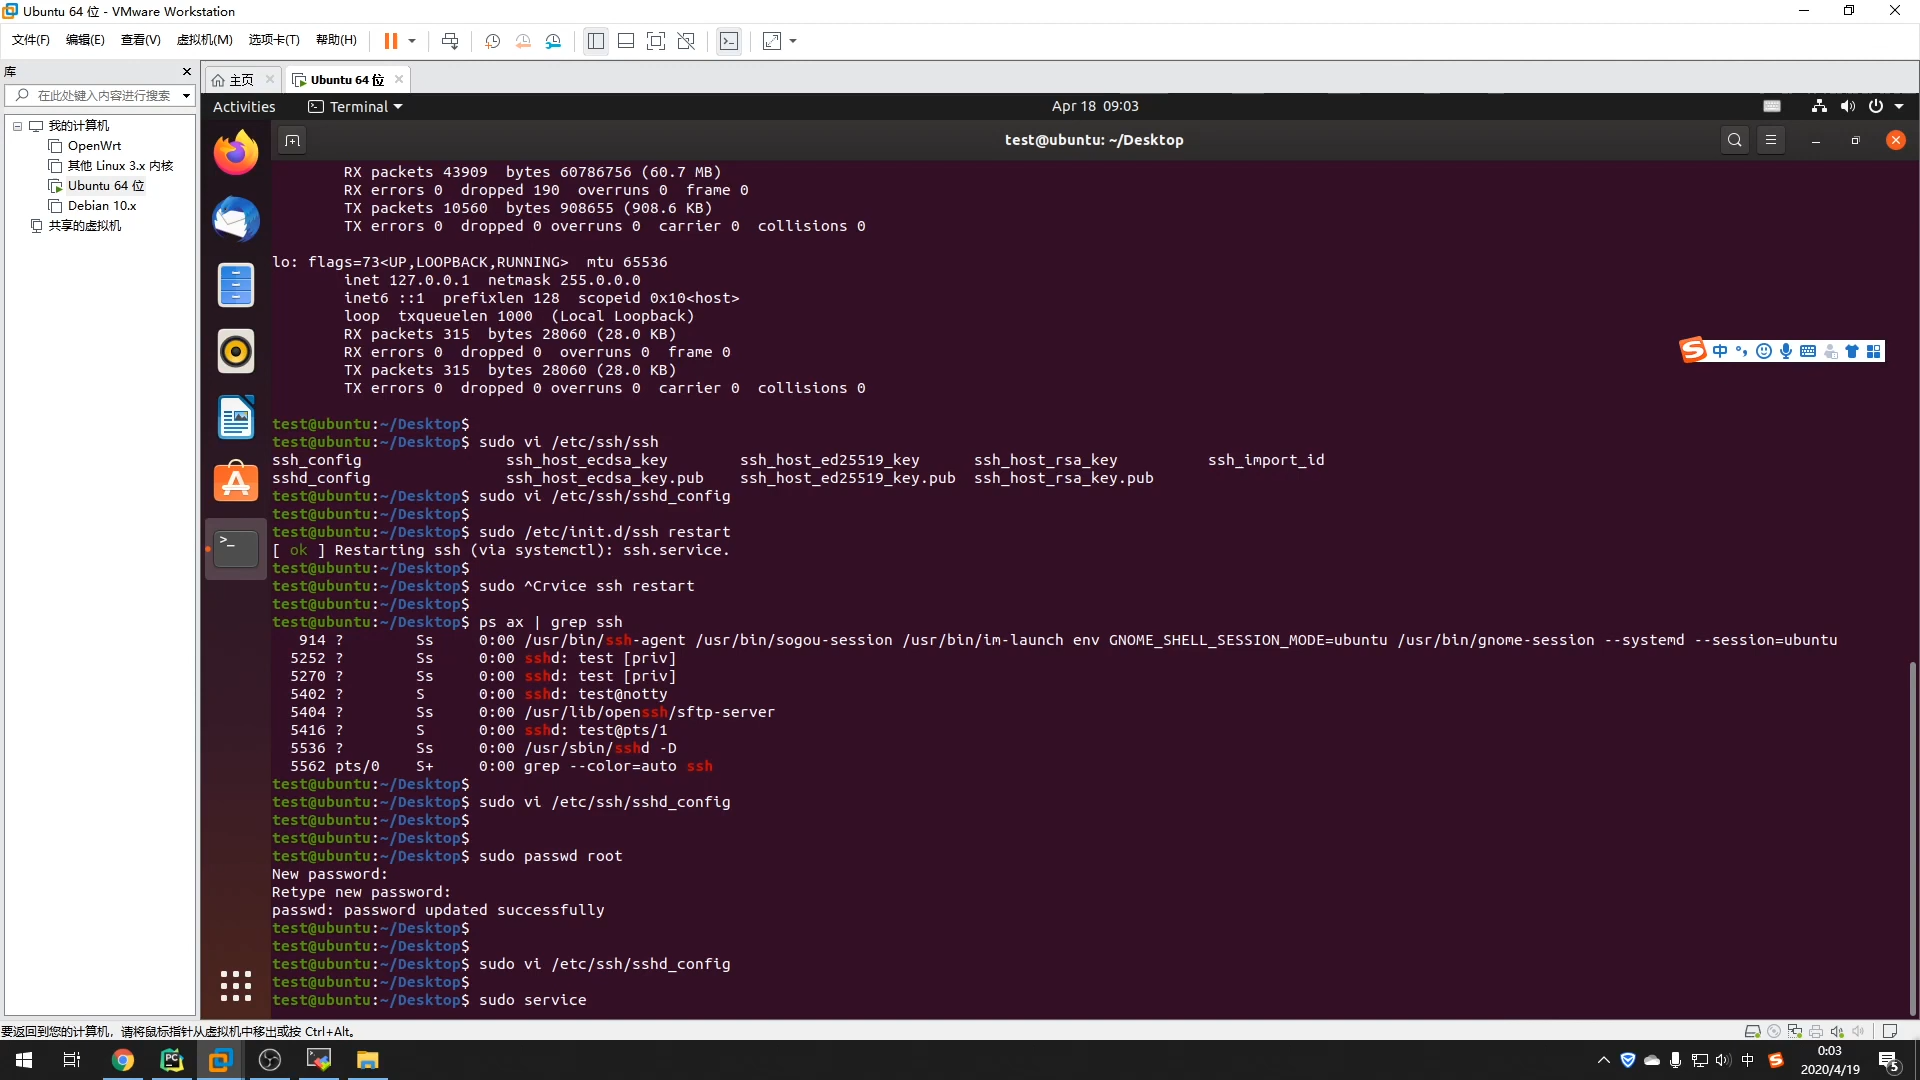 Ubuntu 64 位 - VMware Workstation
文件(F) 编辑(E) 查看(V) 虚拟机(M) 选项卡(T) 帮助(H)
库
主页
Ubuntu 64 位
在此处键入内容进行搜索
我的计算机
OpenWrt
其他 Linux 3.x 内核
Ubuntu 64 位
Debian 10.x
共享的虚拟机
Activities
Terminal
Apr 18 09:03
test@ubuntu: ~/Desktop
RX packets 43909  bytes 60786756 (60.7 MB)
RX errors 0  dropped 190  overruns 0  frame 0
TX packets 10560  bytes 908655 (908.6 KB)
TX errors 0  dropped 0 overruns 0  carrier 0  collisions 0
lo: flags=73<UP,LOOPBACK,RUNNING>  mtu 65536
inet 127.0.0.1  netmask 255.0.0.0
inet6 ::1  prefixlen 128  scopeid 0x10<host>
loop  txqueuelen 1000  (Local Loopback)
RX packets 315  bytes 28060 (28.0 KB)
RX errors 0  dropped 0  overruns 0  frame 0
TX packets 315  bytes 28060 (28.0 KB)
TX errors 0  dropped 0 overruns 0  carrier 0  collisions 0
test@ubuntu:~/Desktop$
test@ubuntu:~/Desktop$ sudo vi /etc/ssh/ssh
ssh_config                ssh_host_ecdsa_key        ssh_host_ed25519_key      ssh_host_rsa_key          ssh_import_id
sshd_config               ssh_host_ecdsa_key.pub    ssh_host_ed25519_key.pub  ssh_host_rsa_key.pub
test@ubuntu:~/Desktop$ sudo vi /etc/ssh/sshd_config
test@ubuntu:~/Desktop$
test@ubuntu:~/Desktop$ sudo /etc/init.d/ssh restart
[ ok ] Restarting ssh (via systemctl): ssh.service.
test@ubuntu:~/Desktop$
test@ubuntu:~/Desktop$ sudo ^Crvice ssh restart
test@ubuntu:~/Desktop$
test@ubuntu:~/Desktop$ ps ax | grep ssh
914 ?        Ss     0:00 /usr/bin/ssh-agent /usr/bin/sogou-session /usr/bin/im-launch env GNOME_SHELL_SESSION_MODE=ubuntu /usr/bin/gnome-session --systemd --session=ubuntu
5252 ?        Ss     0:00 sshd: test [priv]
5270 ?        Ss     0:00 sshd: test [priv]
5402 ?        S      0:00 sshd: test@notty
5404 ?        Ss     0:00 /usr/lib/openssh/sftp-server
5416 ?        S      0:00 sshd: test@pts/1
5536 ?        Ss     0:00 /usr/sbin/sshd -D
5562 pts/0    S+     0:00 grep --color=auto ssh
test@ubuntu:~/Desktop$
test@ubuntu:~/Desktop$ sudo vi /etc/ssh/sshd_config
test@ubuntu:~/Desktop$
test@ubuntu:~/Desktop$
test@ubuntu:~/Desktop$ sudo passwd root
New password:
Retype new password:
passwd: password updated successfully
test@ubuntu:~/Desktop$
test@ubuntu:~/Desktop$
test@ubuntu:~/Desktop$ sudo vi /etc/ssh/sshd_config
test@ubuntu:~/Desktop$
test@ubuntu:~/Desktop$ sudo service
中
要返回到您的计算机，请将鼠标指针从虚拟机中移出或按 Ctrl+Alt。
PC
中
0:03
2020/4/19
5